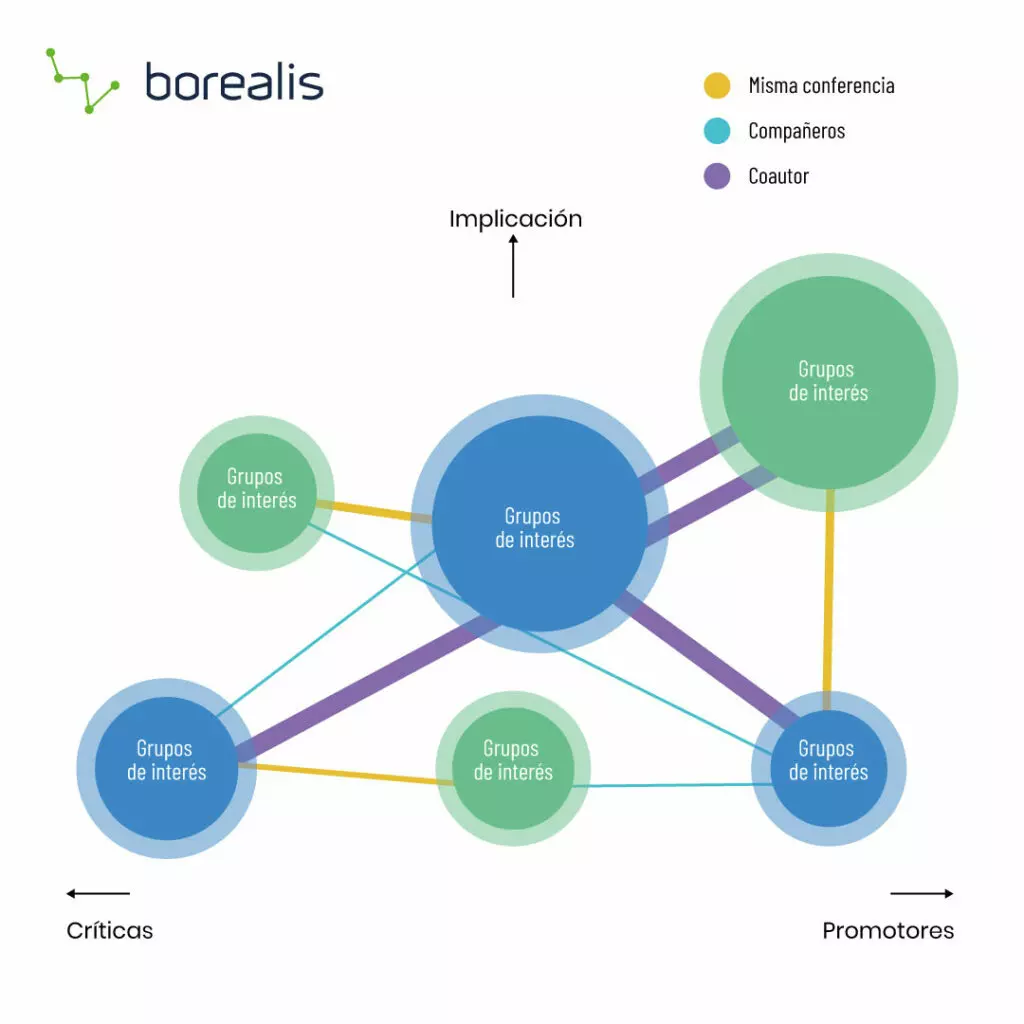 borealis
Misma conferencia
Compañeros
Coautor
Implicación
Grupos
de interés
Grupos
de interés
Grupos
de interés
Grupos
de interés
Grupos
de interés
Grupos
de interés
Críticas
Promotores